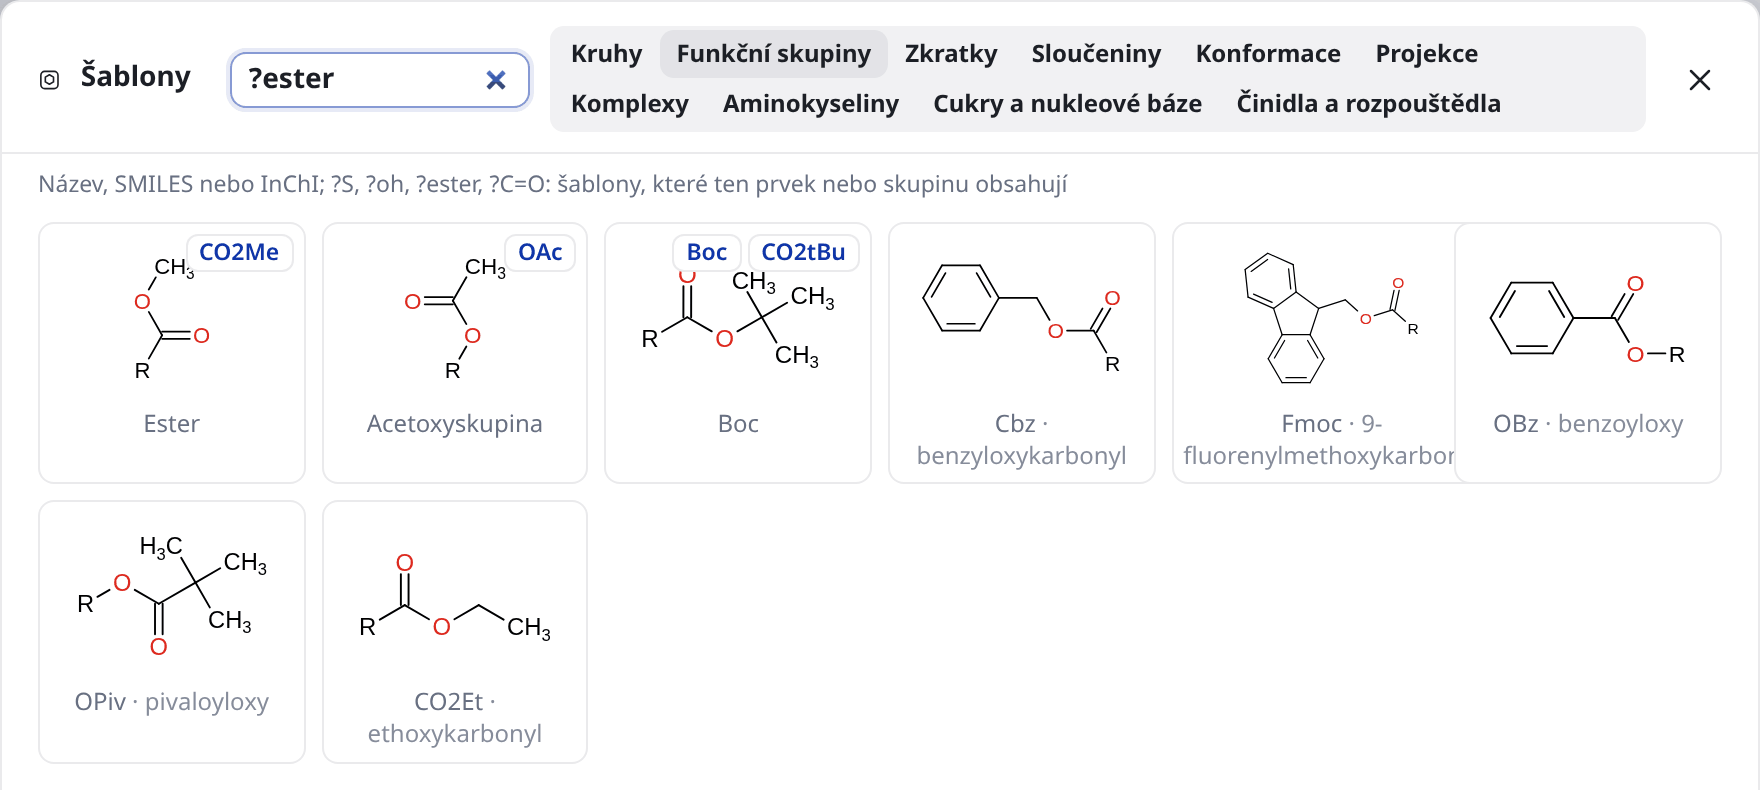 Šablony
?ester
Kruhy Funkční skupiny Zkratky Sloučeniny Konformace Projekce
Komplexy Aminokyseliny Cukry a nukleové báze Činidla a rozpouštědla
Název, SMILES nebo InChI; ?S, ?oh, ?ester, ?C=O: šablony, které ten prvek nebo skupinu obsahují
CO2Me
CH3
O
O
R
Ester
OAc
CH3
O
O
R
Acetoxyskupina
Boc CO2tBu
O
CH3
CH3
R
O
CH3
Boc
O
O
R
Cbz ·
benzyloxykarbonyl
O
O
R
Fmoc · 9-
fluorenylmethoxykarbon
O
O
R
OBz · benzoyloxy
H3C
CH3
O
R
CH3
O
OPiv · pivaloyloxy
O
R
O
CH3
CO2Et ·
ethoxykarbonyl